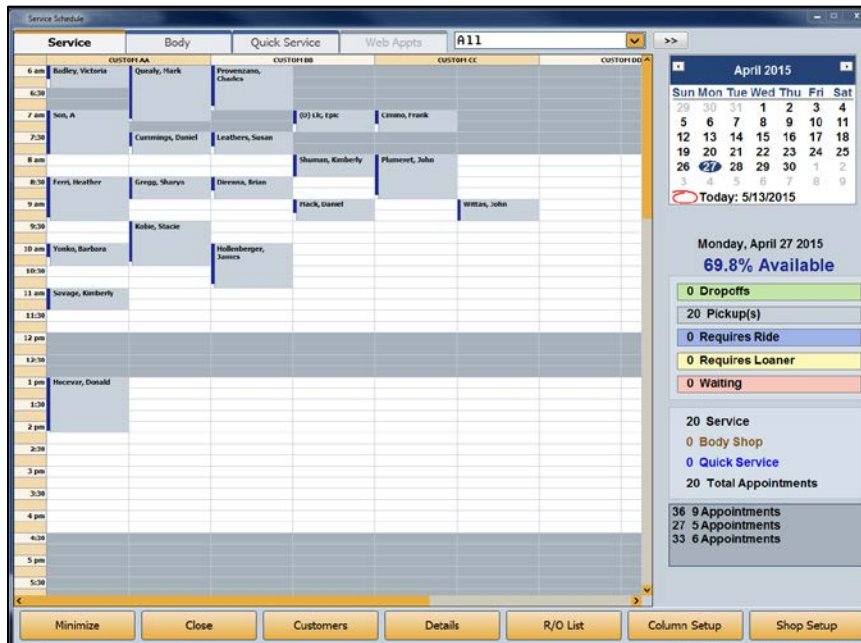 Service Schedule
Service Body Quick Service Web Appts All >>
CUSTOM AA CUSTOM BB CUSTOM CC CUSTOM DD
6 am Badley, Victoria Quealy, Mark Provenzano,
Charles
6:30
7 am Son, A (U) Lic, Epic Cimino, Frank
7:30 Cummings, Daniel Leathers, Susan
8 am Shuman, Kimberly Plumeret, John
8:30 Ferri, Heather Gregg, Sharyn Direnna, Brian
9 am Mack, Daniel Wittas, John
9:30 Kobie, Stacie
10 am Yonko, Barbara Hollenberger,
James
10:30
11 am Savage, Kimberly
11:30
12 pm
12:30
1 pm Hocevar, Donald
1:30
2 pm
2:30
3 pm
3:30
4 pm
4:30
5 pm
5:30
April 2015
Sun Mon Tue Wed Thu Fri Sat
29 30 31 1 2 3 4
5 6 7 8 9 10 11
12 13 14 15 16 17 18
19 20 21 22 23 24 25
26 27 28 29 30 1 2
3 4 5 6 7 8 9
Today: 5/13/2015
Monday, April 27 2015
69.8% Available
0 Dropoffs
20 Pickup(s)
0 Requires Ride
0 Requires Loaner
0 Waiting
20 Service
0 Body Shop
0 Quick Service
20 Total Appointments
36 9 Appointments
27 5 Appointments
33 6 Appointments
Minimize Close Customers Details R/O List Column Setup Shop Setup